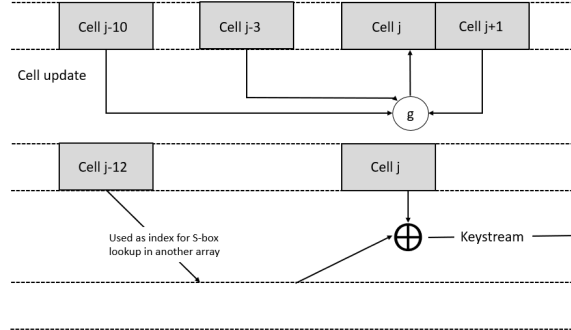 Cell j-10
Cell j-3
Cell j
Cell j+1
Cell update
g
Cell j-12
Cell j
Used as index for S-box
lookup in another array
Keystream